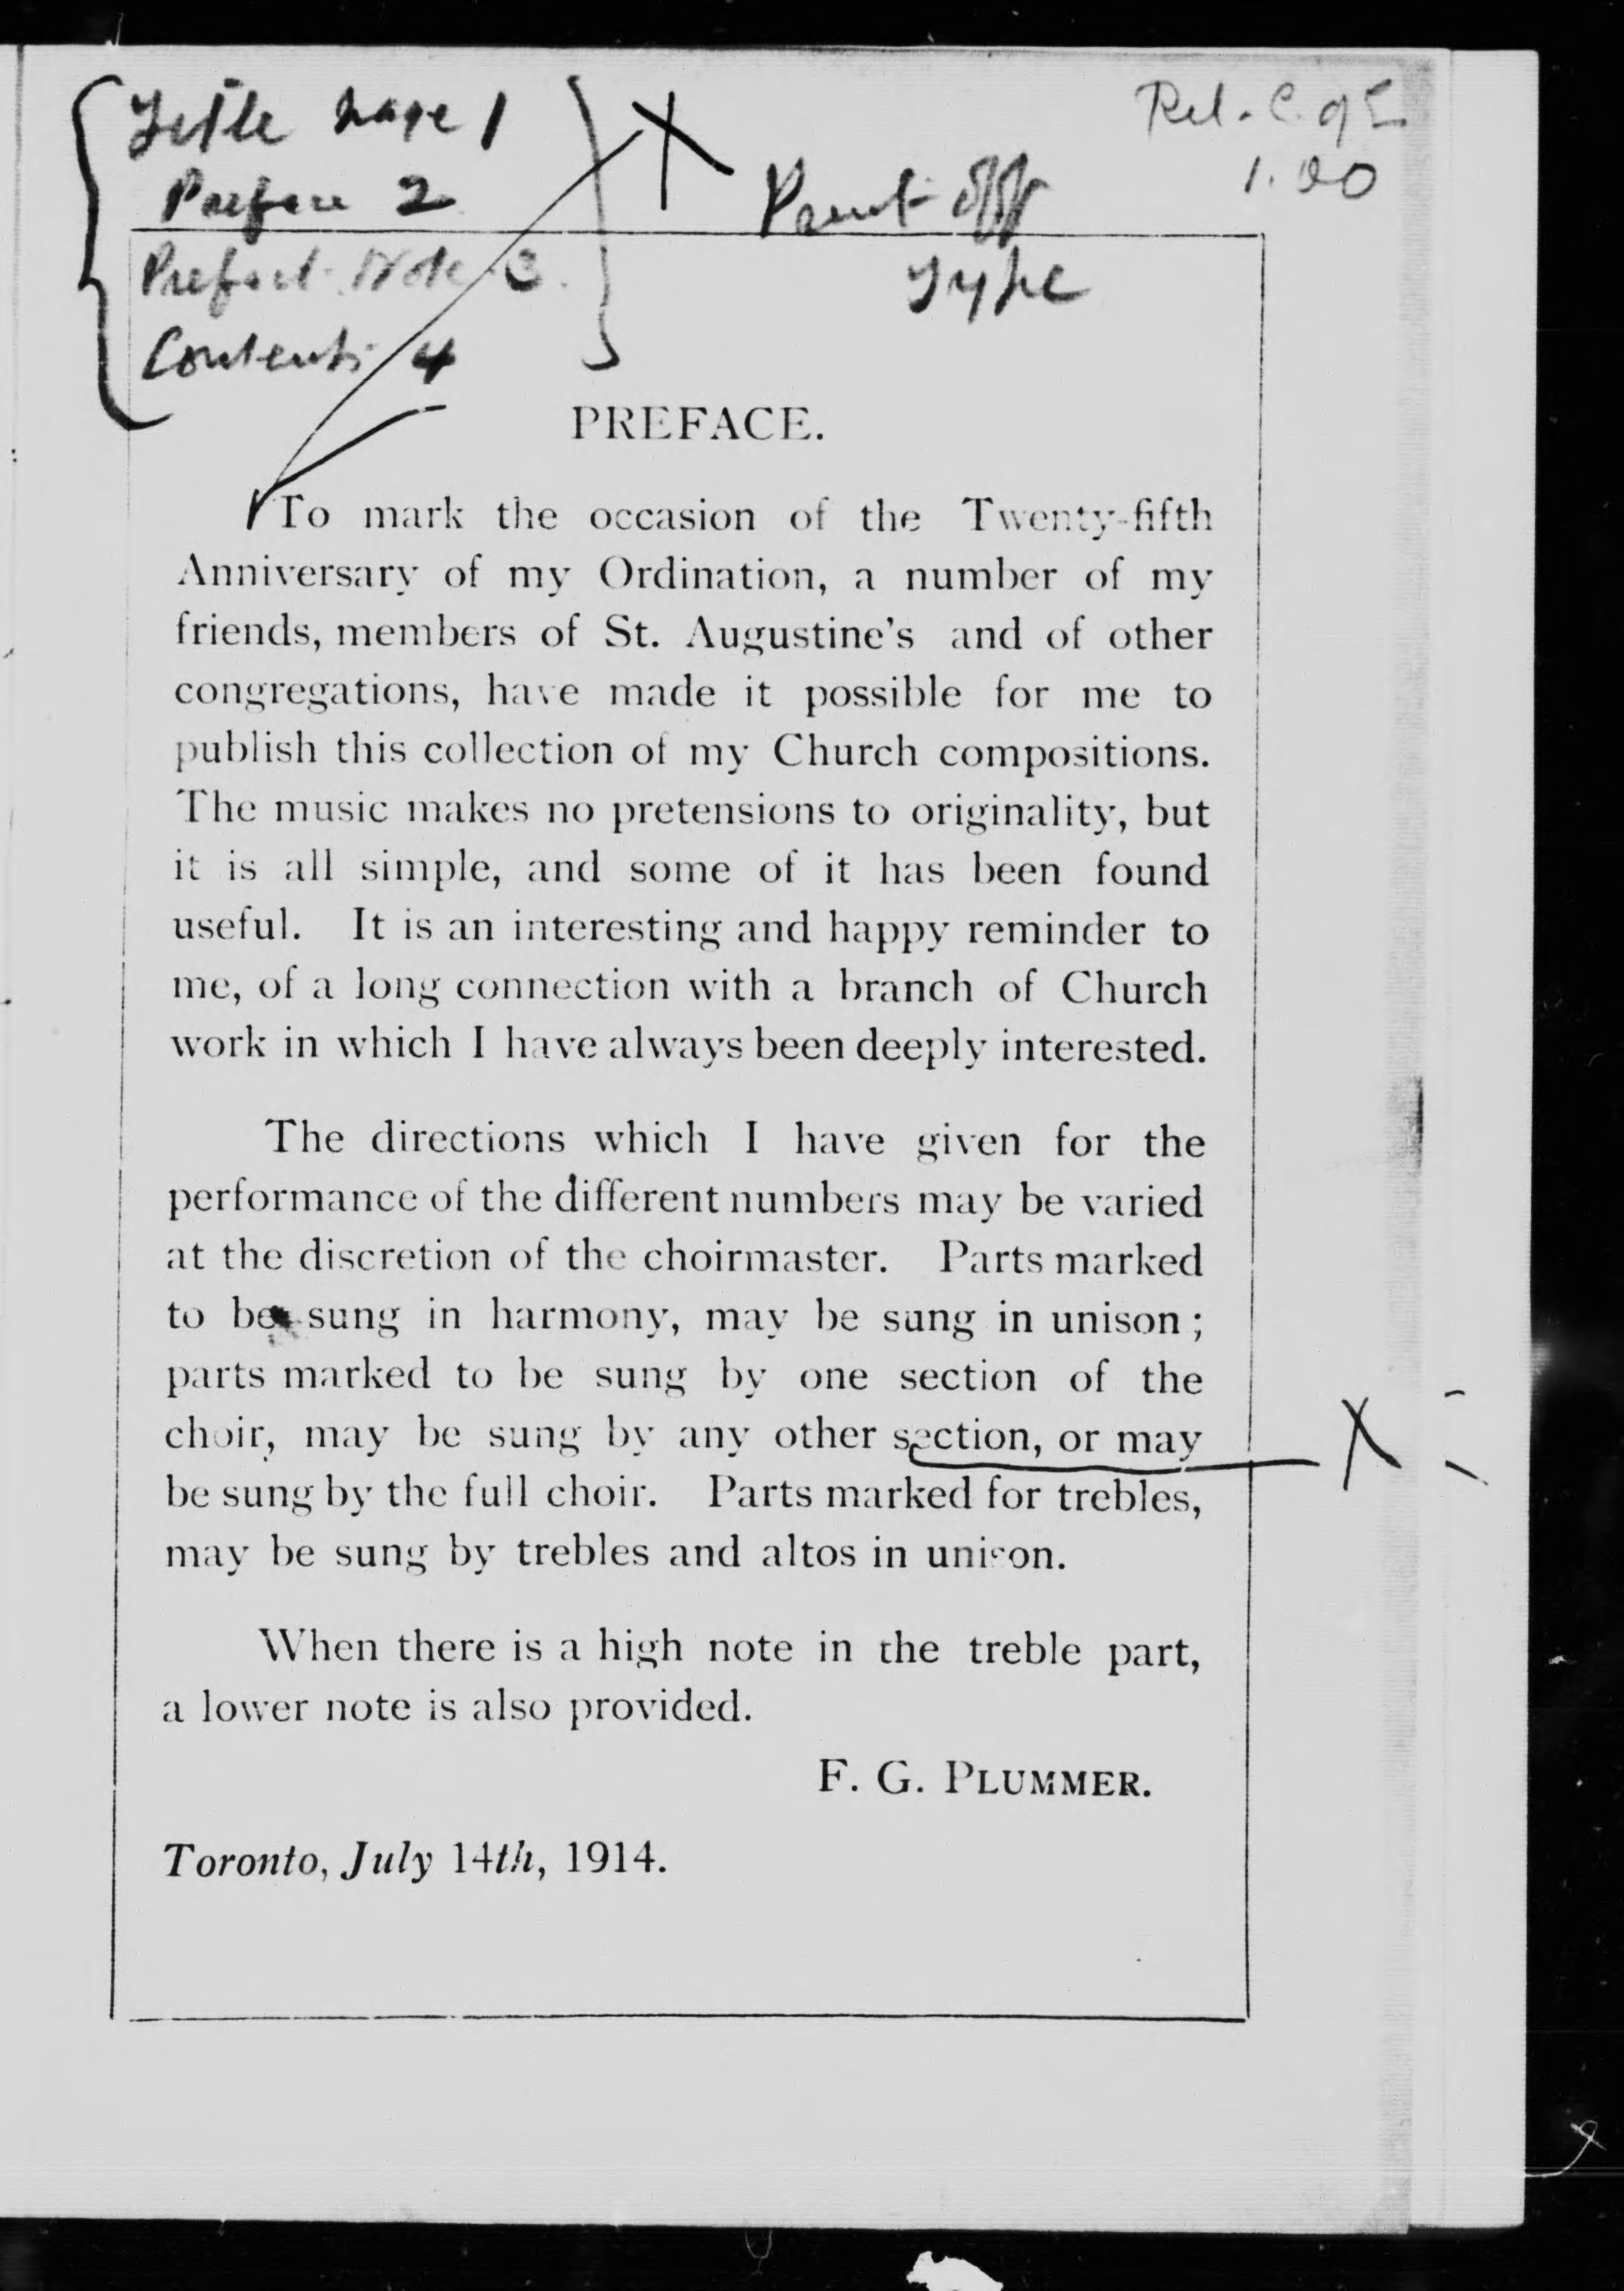 Title page 1
Preface 2
Prefact. Note 3.
Contents 4
Print off
Type
Rel. C. 95
1.00
PREFACE.
To mark the occasion of the Twenty-fifth
Anniversary of my Ordination, a number of my
friends, members of St. Augustine's and of other
congregations, have made it possible for me to
publish this collection of my Church compositions.
The music makes no pretensions to originality, but
it is all simple, and some of it has been found
useful. It is an interesting and happy reminder to
me, of a long connection with a branch of Church
work in which I have always been deeply interested.
The directions which I have given for the
performance of the different numbers may be varied
at the discretion of the choirmaster. Parts marked
to be sung in harmony, may be sung in unison;
parts marked to be sung by one section of the
choir, may be sung by any other section, or may
be sung by the full choir. Parts marked for trebles,
may be sung by trebles and altos in unison.
When there is a high note in the treble part,
a lower note is also provided.
F. G. PLUMMER.
Toronto, July 14th, 1914.